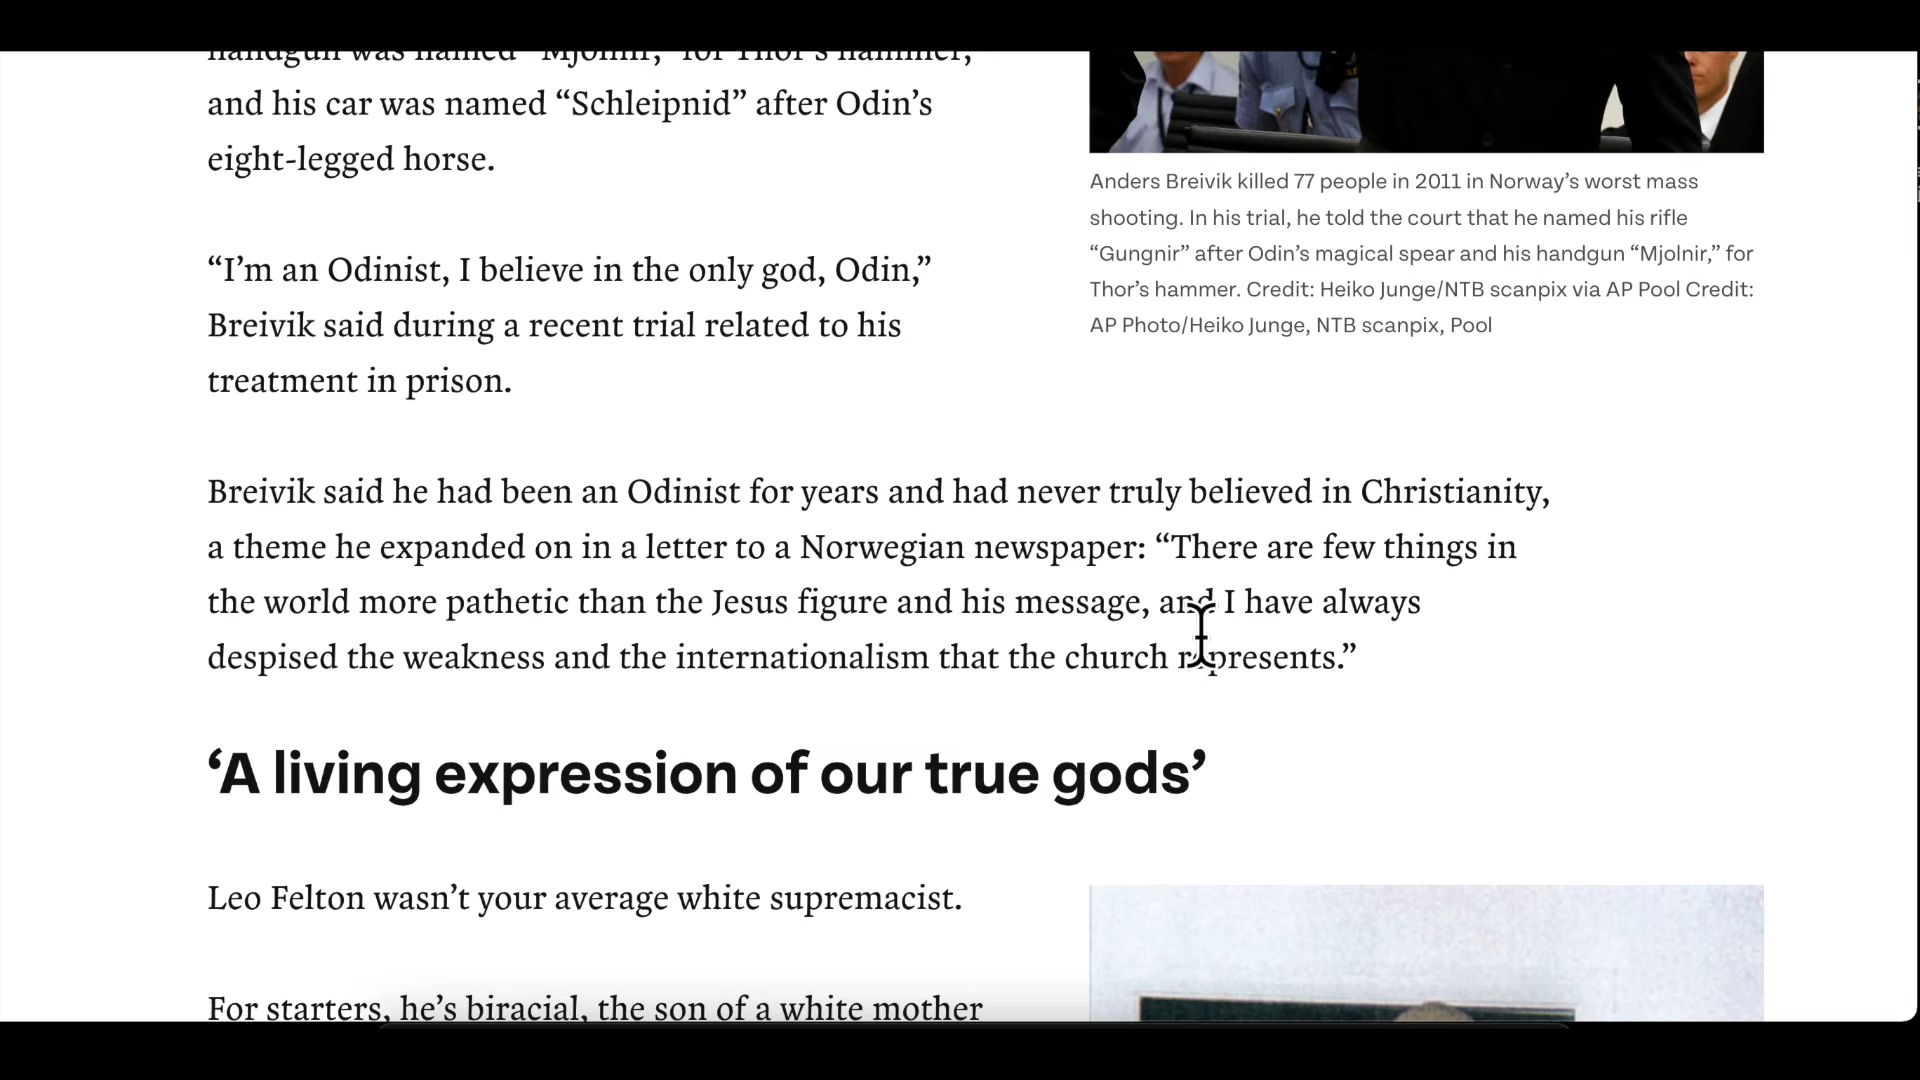 handgun was named “Mjolnir,” for Thor’s hammer,
and his car was named “Schleipnid” after Odin’s
eight-legged horse.
“I’m an Odinist, I believe in the only god, Odin,”
Breivik said during a recent trial related to his
treatment in prison.
Anders Breivik killed 77 people in 2011 in Norway’s worst mass
shooting. In his trial, he told the court that he named his rifle
“Gungnir” after Odin’s magical spear and his handgun “Mjolnir,” for
Thor’s hammer. Credit: Heiko Junge/NTB scanpix via AP Pool Credit:
AP Photo/Heiko Junge, NTB scanpix, Pool
Breivik said he had been an Odinist for years and had never truly believed in Christianity,
a theme he expanded on in a letter to a Norwegian newspaper: “There are few things in
the world more pathetic than the Jesus figure and his message, and I have always
despised the weakness and the internationalism that the church represents.”
‘A living expression of our true gods’
Leo Felton wasn’t your average white supremacist.
For starters, he’s biracial, the son of a white mother